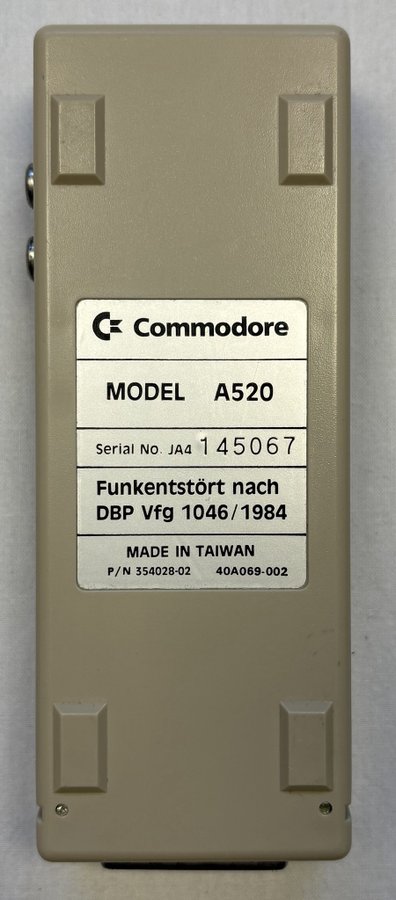 Commodore
MODEL A520
Serial No. JA4 145067
Funkentstört nach
DBP Vfg 1046/1984
MADE IN TAIWAN
P/N 354028-02 40A069-002